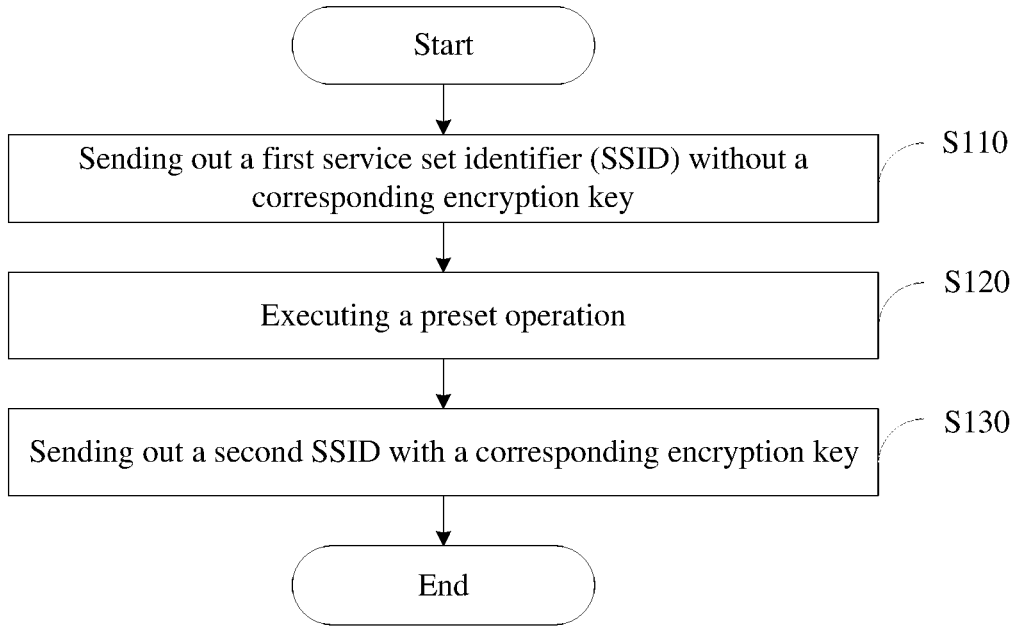 Start
Sending out a first service set identifier (SSID) without a
corresponding encryption key
S110
Executing a preset operation
S120
Sending out a second SSID with a corresponding encryption key
S130
End